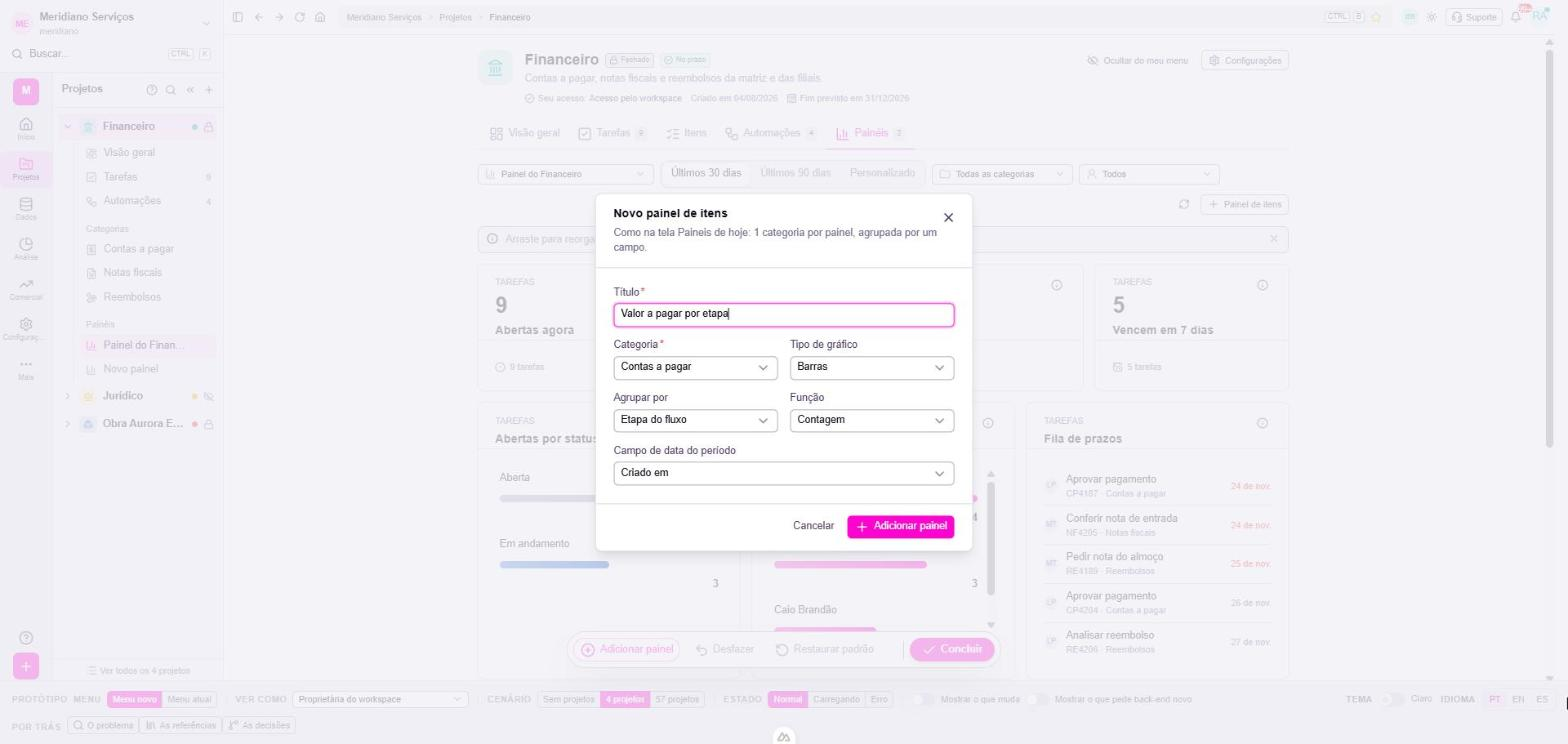 ME
Meridiano Serviços
meridiano
Buscar...
CTRL K
Meridiano Serviços > Projetos > Financeiro
CTRL B
Suporte
RA
M
Início
Projetos
Dados
Análise
Comercial
Configuraç...
Mais
Projetos
Financeiro
Visão geral
Tarefas 9
Automações 4
Categorias
Contas a pagar
Notas fiscais
Reembolsos
Painéis
Painel do Finan...
Novo painel
Jurídico
Obra Aurora E...
Ver todos os 4 projetos
Financeiro
Fechado
No prazo
Contas a pagar, notas fiscais e reembolsos da matriz e das filiais.
Seu acesso: Acesso pelo workspace
Criado em 04/08/2026
Fim previsto em 31/12/2026
Ocultar do meu menu
Configurações
Visão geral
Tarefas 9
Itens
Automações 4
Painéis 2
Painel do Financeiro
Últimos 30 dias
Últimos 90 dias
Personalizado
Todas as categorias
Todos
Painel de itens
Arraste para reorga
Novo painel de itens
Como na tela Paineis de hoje: 1 categoria por painel, agrupada por um
campo.
Título*
Valor a pagar por etapa
Categoria*
Tipo de gráfico
Contas a pagar
Barras
Agrupar por
Função
Etapa do fluxo
Contagem
Campo de data do período
Criado em
Cancelar
Adicionar painel
TAREFAS
9
Abertas agora
9 tarefas
TAREFAS
5
Vencem em 7 dias
5 tarefas
TAREFAS
Abertas por status
Aberta
Em andamento
3
4
3
Caio Brandão
TAREFAS
Fila de prazos
LP
Aprovar pagamento
CP4187 · Contas a pagar
24 de nov.
MT
Conferir nota de entrada
NF4205 · Notas fiscais
24 de nov.
MT
Pedir nota do almoço
RE4189 · Reembolsos
25 de nov.
LP
Aprovar pagamento
CP4204 · Contas a pagar
26 de nov.
LP
Analisar reembolso
RE4206 · Reembolsos
27 de nov.
Adicionar painel
Desfazer
Restaurar padrão
Concluir
PROTÓTIPO MENU Menu novo Menu atual VER COMO Proprietária do workspace CENÁRIO Sem projetos 4 projetos 57 projetos ESTADO Normal Carregando Erro Mostrar o que muda Mostrar o que pede back-end novo TEMA Claro IDIOMA PT EN ES
POR TRÁS O problema As referências As decisões